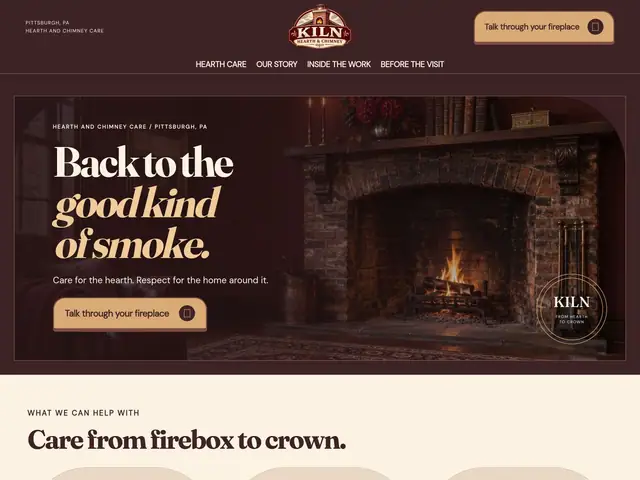 PITTSBURGH, PA
HEARTH AND CHIMNEY CARE
KILN
HEARTH & CHIMNEY
Talk through your fireplace
HEARTH CARE OUR STORY INSIDE THE WORK BEFORE THE VISIT
HEARTH AND CHIMNEY CARE / PITTSBURGH, PA
Back to the
good kind
of smoke.
Care for the hearth. Respect for the home around it.
Talk through your fireplace
KILN
FROM HEARTH
TO CROWN
WHAT WE CAN HELP WITH
Care from firebox to crown.